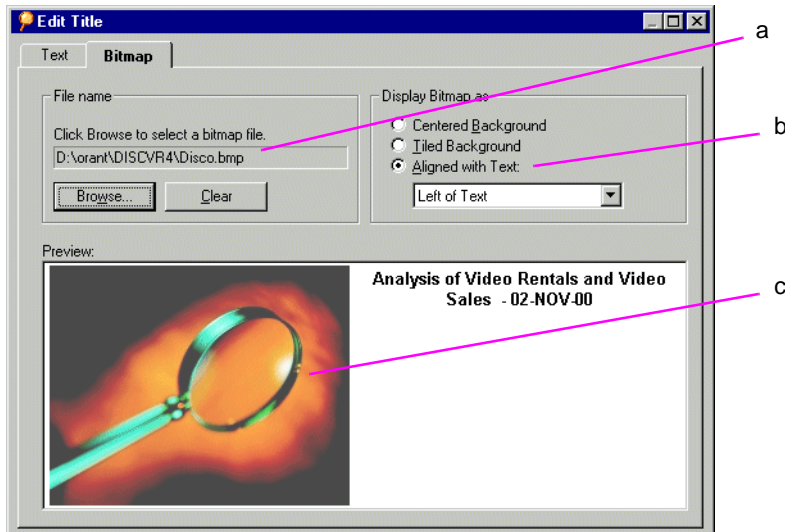 Edit Title
a
Text Bitmap
File name
Click Browse to select a bitmap file.
D:\orant\DISCVR4\Disco.bmp
Browse... Clear
Display Bitmap as
Centered Background
Tiled Background
b
Aligned with Text:
Left of Text
Preview:
Analysis of Video Rentals and Video
Sales - 02-NOV-00
c